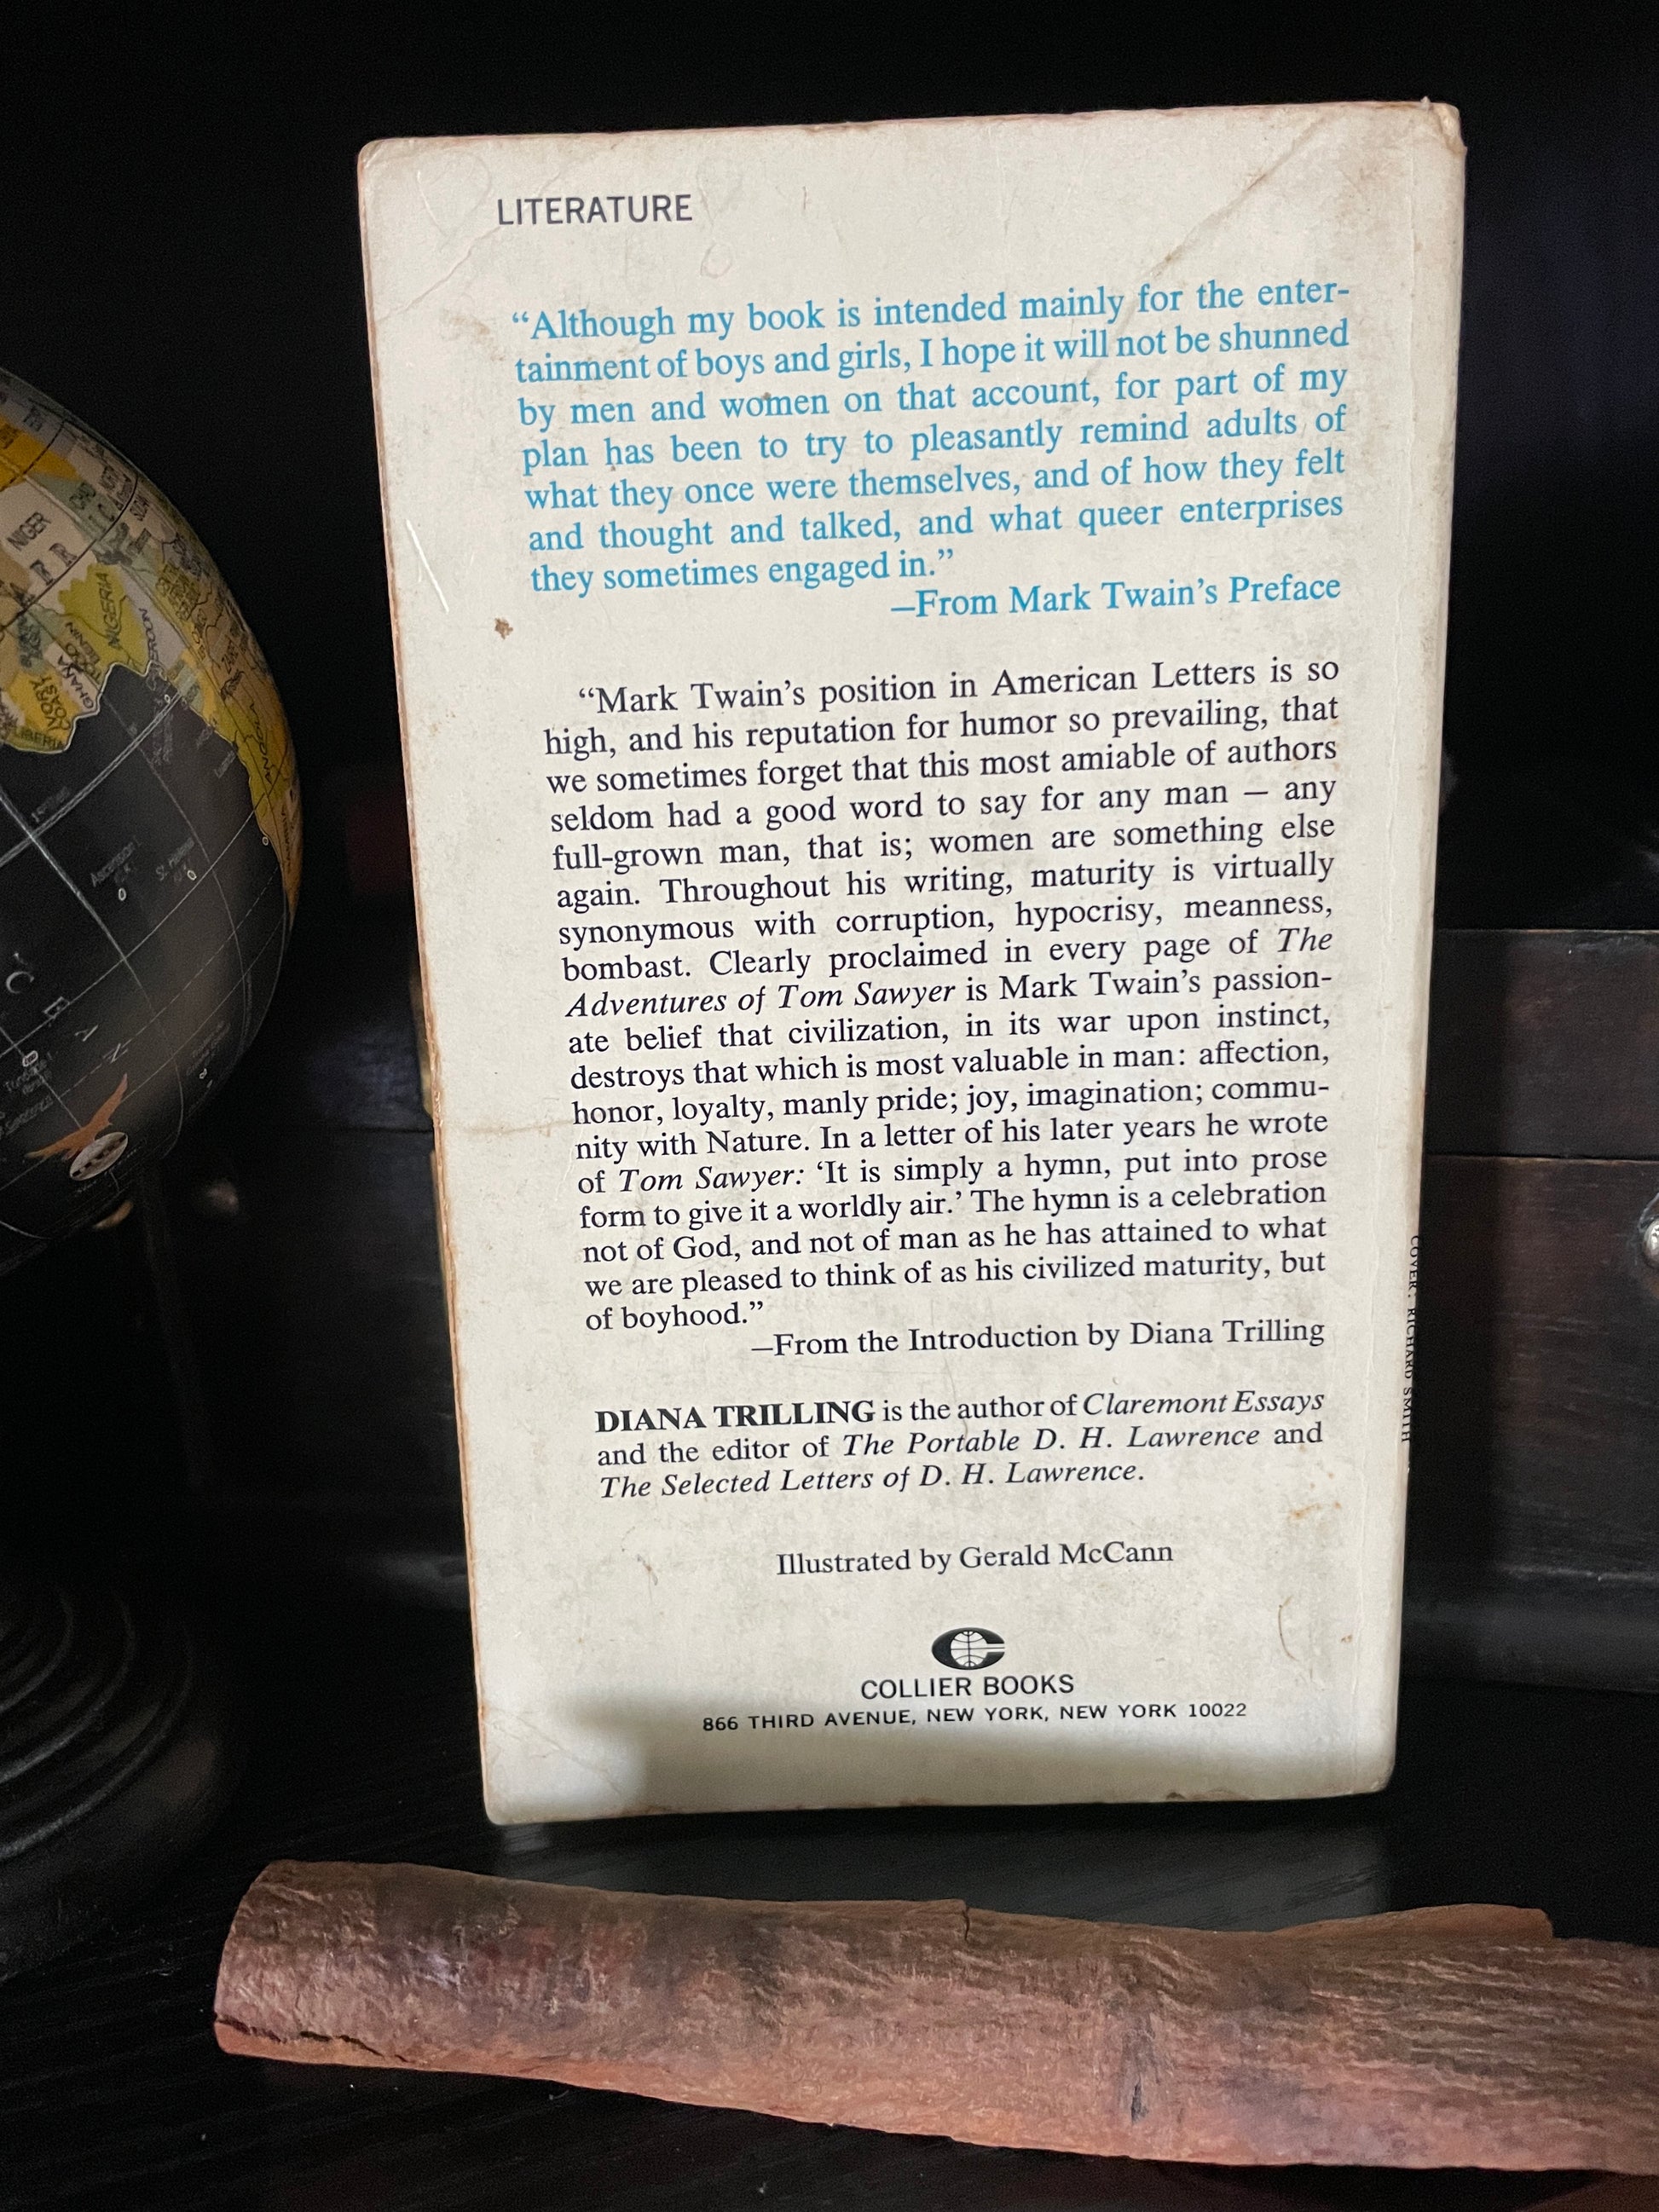 LITERATURE
“Although my book is intended mainly for the enter-
tainment of boys and girls, I hope it will not be shunned
by men and women on that account, for part of my
plan has been to try to pleasantly remind adults of
what they once were themselves, and of how they felt
and thought and talked, and what queer enterprises
they sometimes engaged in.”
—From Mark Twain’s Preface
“Mark Twain’s position in American Letters is so
high, and his reputation for humor so prevailing, that
we sometimes forget that this most amiable of authors
seldom had a good word to say for any man — any
full-grown man, that is; women are something else
again. Throughout his writing, maturity is virtually
synonymous with corruption, hypocrisy, meanness,
bombast. Clearly proclaimed in every page of The
Adventures of Tom Sawyer is Mark Twain’s passion-
ate belief that civilization, in its war upon instinct,
destroys that which is most valuable in man: affection,
honor, loyalty, manly pride; joy, imagination; commu-
nity with Nature. In a letter of his later years he wrote
of Tom Sawyer: ‘It is simply a hymn, put into prose
form to give it a worldly air.’ The hymn is a celebration
not of God, and not of man as he has attained to what
we are pleased to think of as his civilized maturity, but
of boyhood.”
—From the Introduction by Diana Trilling
DIANA TRILLING is the author of Claremont Essays
and the editor of The Portable D. H. Lawrence and
The Selected Letters of D. H. Lawrence.
Illustrated by Gerald McCann
COLLIER BOOKS
866 THIRD AVENUE, NEW YORK, NEW YORK 10022
COVER: RICHARD SMITH
NIGER
NIGERIA
BENIN
TOGO
GHANA
IVORY
COAST
LIBERIA
ANGOLA
Ascension
St. Helena